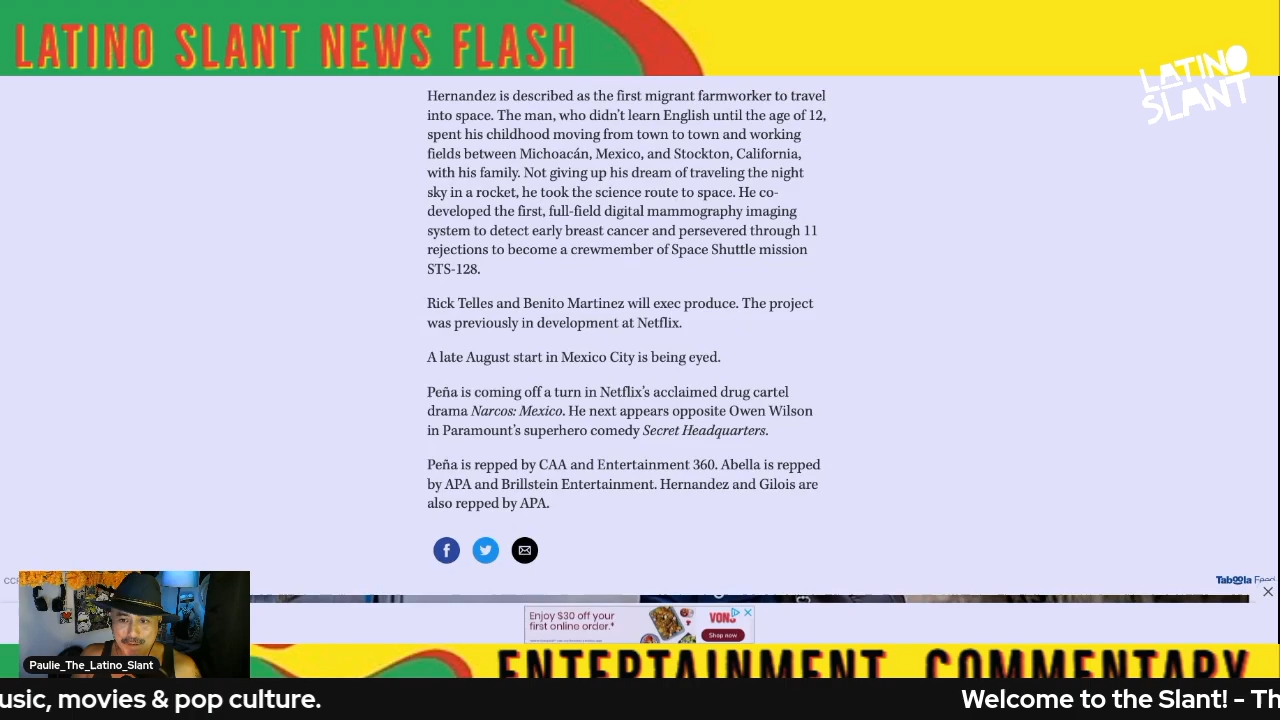 LATINO SLANT NEWS FLASH
LATINO
SLANT
Hernandez is described as the first migrant farmworker to travel
into space. The man, who didn't learn English until the age of 12,
spent his childhood moving from town to town and working
fields between Michoacán, Mexico, and Stockton, California,
with his family. Not giving up his dream of traveling the night
sky in a rocket, he took the science route to space. He co-
developed the first, full-field digital mammography imaging
system to detect early breast cancer and persevered through 11
rejections to become a crewmember of Space Shuttle mission
STS-128.
Rick Telles and Benito Martinez will exec produce. The project
was previously in development at Netflix.
A late August start in Mexico City is being eyed.
Peña is coming off a turn in Netflix's acclaimed drug cartel
drama Narcos: Mexico. He next appears opposite Owen Wilson
in Paramount's superhero comedy Secret Headquarters.
Peña is repped by CAA and Entertainment 360. Abella is repped
by APA and Brillstein Entertainment. Hernandez and Gilois are
also repped by APA.
Taboola Feed
Enjoy $30 off your
first online order.*
VONS
Shop now
Paulie_The_Latino_Slant
ENTERTAINMENT COMMENTARY
usic, movies & pop culture.
Welcome to the Slant! - Th